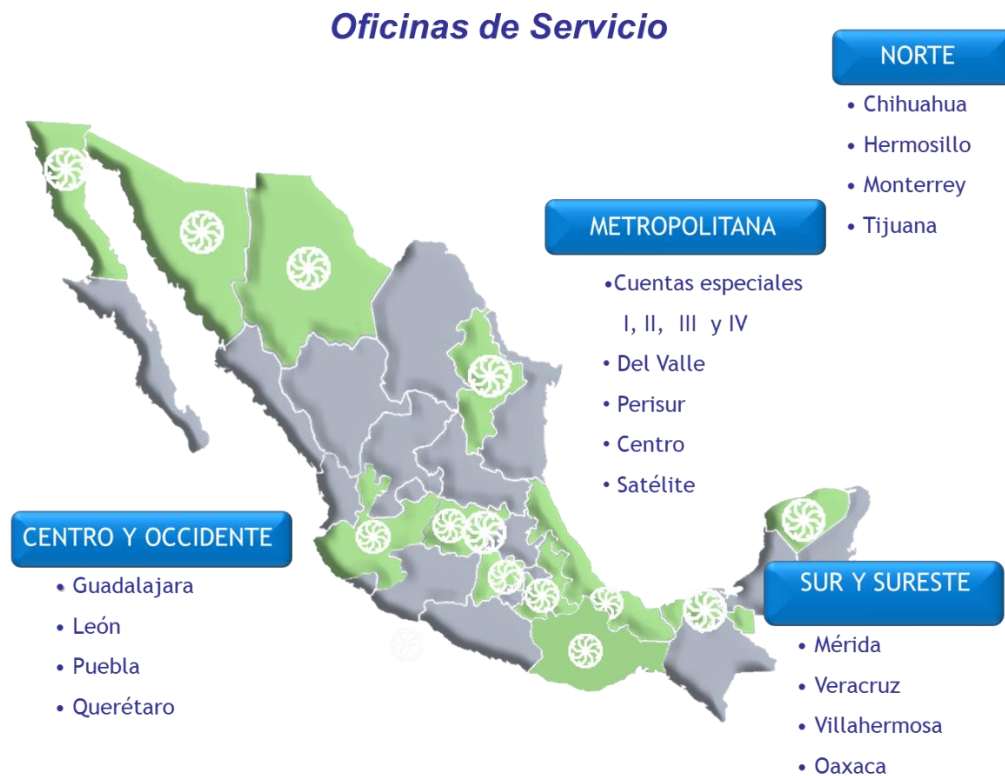 Oficinas de Servicio
NORTE
• Chihuahua
• Hermosillo
• Monterrey
• Tijuana
METROPOLITANA
•Cuentas especiales
I, II, III y IV
• Del Valle
• Perisur
• Centro
• Satélite
CENTRO Y OCCIDENTE
• Guadalajara
• León
• Puebla
• Querétaro
SUR Y SURESTE
• Mérida
• Veracruz
• Villahermosa
• Oaxaca